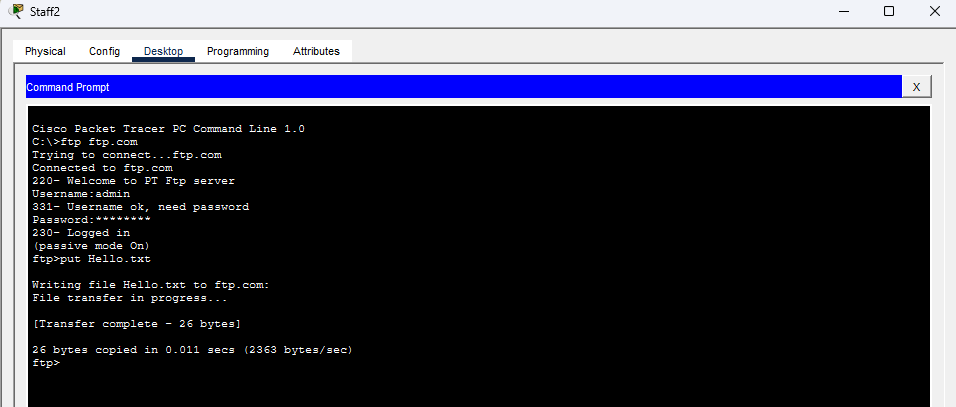 Staff2
Physical Config Desktop Programming Attributes
Command Prompt X
Cisco Packet Tracer PC Command Line 1.0
C:\>ftp ftp.com
Trying to connect...ftp.com
Connected to ftp.com
220- Welcome to PT Ftp server
Username:admin
331- Username ok, need password
Password:********
230- Logged in
(passive mode On)
ftp>put Hello.txt
Writing file Hello.txt to ftp.com:
File transfer in progress...
[Transfer complete - 26 bytes]
26 bytes copied in 0.011 secs (2363 bytes/sec)
ftp>